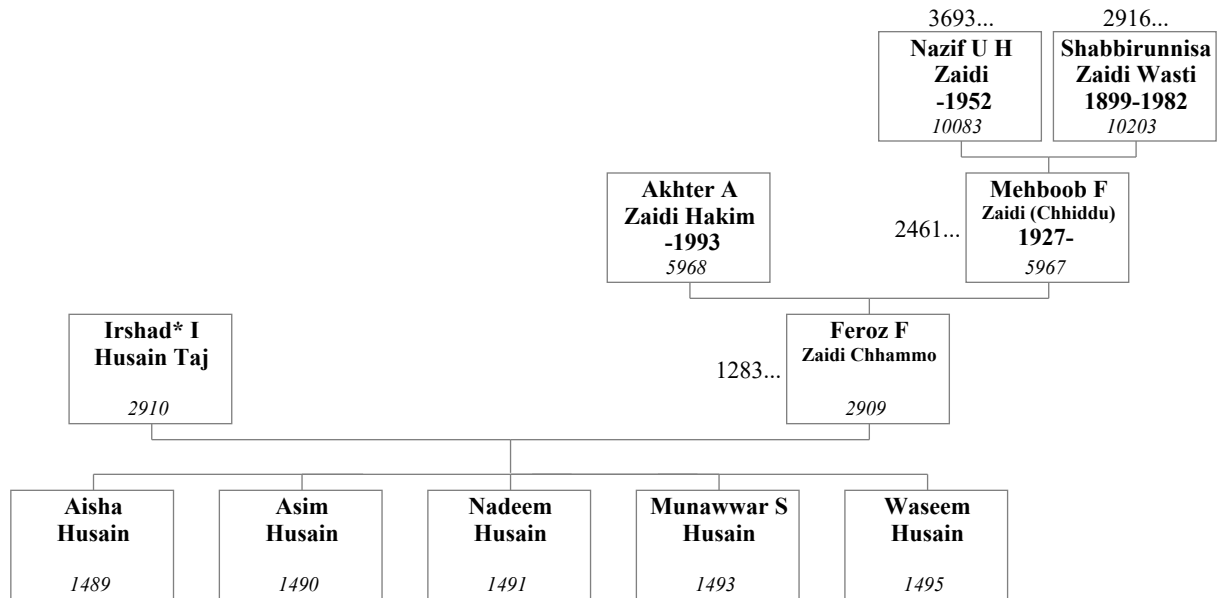 3693...
2916...
Nazif U H
Zaidi
-1952
10083
Shabbirunnisa
Zaidi Wasti
1899-1982
10203
Akhter A
Zaidi Hakim
-1993
5968
2461...
Mehboob F
Zaidi (Chhiddu)
1927-
5967
Irshad* I
Husain Taj
2910
1283...
Feroz F
Zaidi Chhammo
2909
Aisha
Husain
1489
Asim
Husain
1490
Nadeem
Husain
1491
Munawwar S
Husain
1493
Waseem
Husain
1495